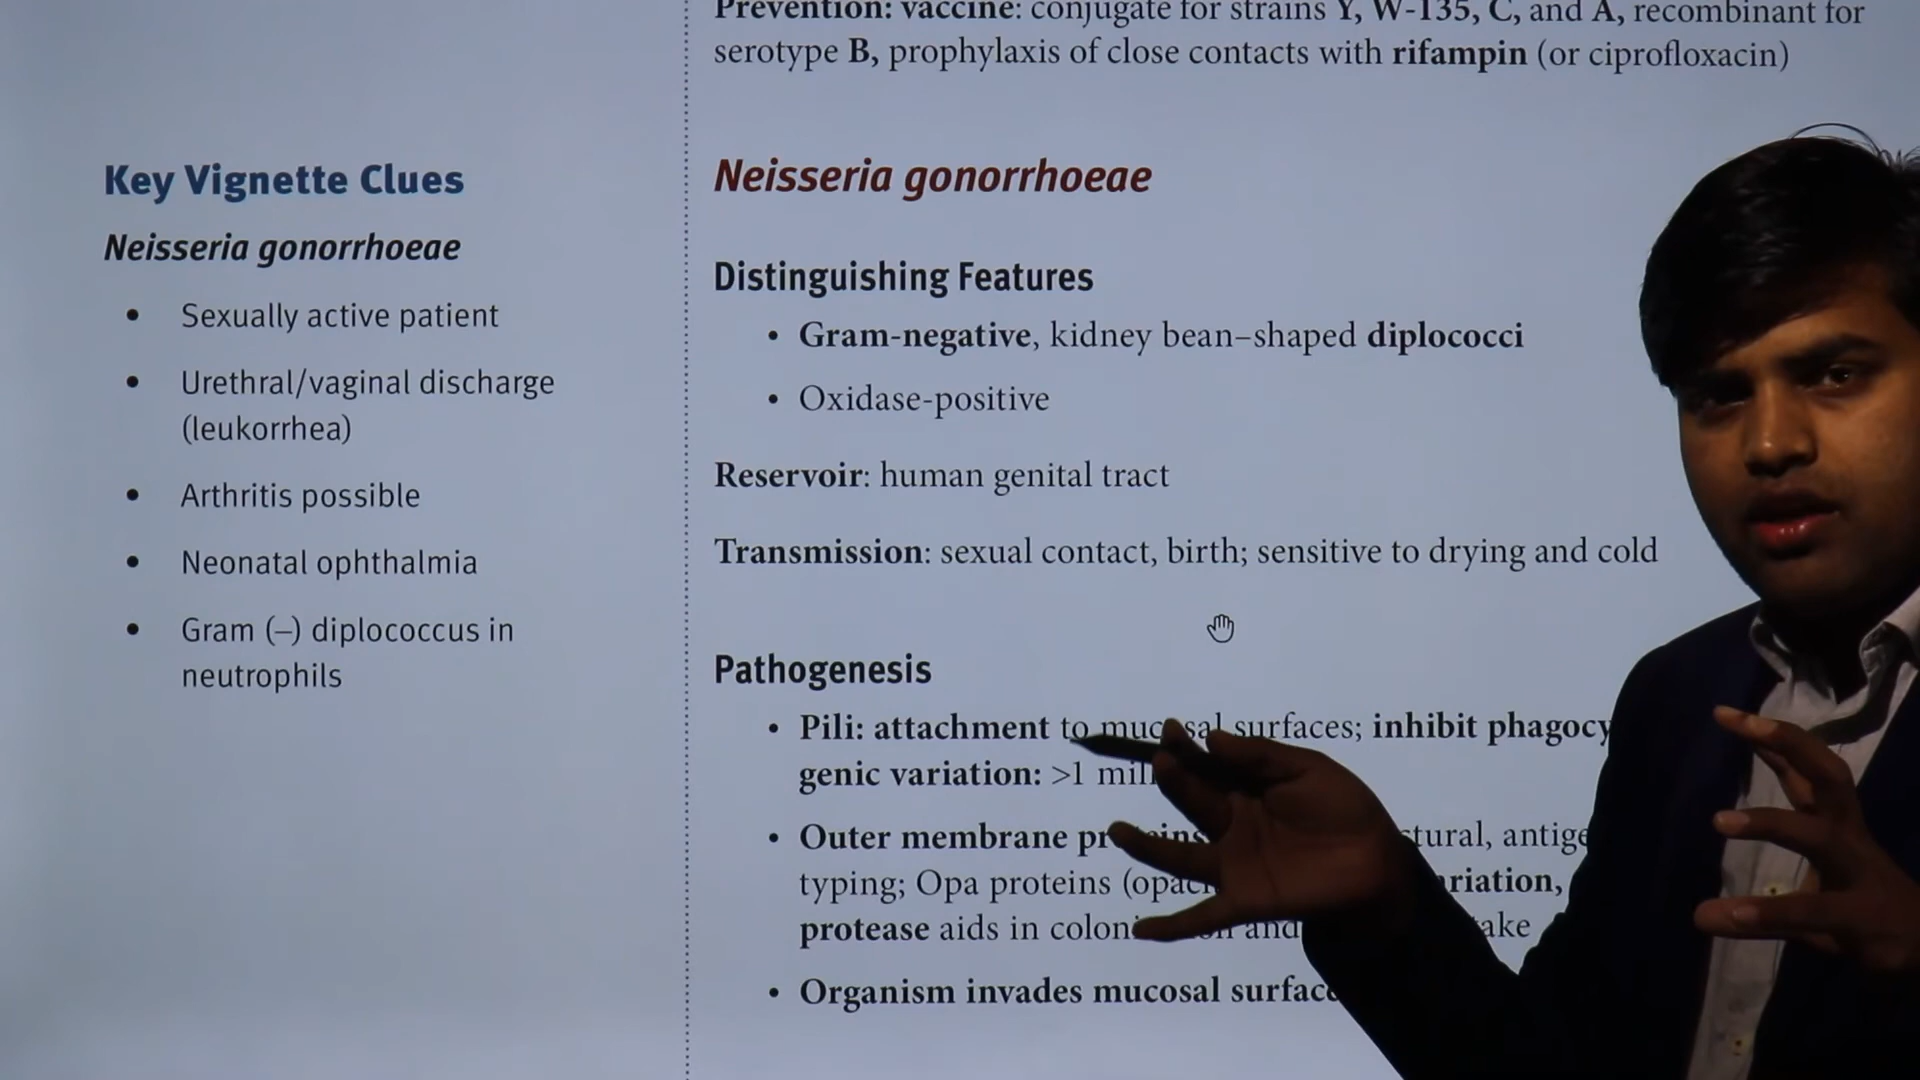 Prevention: vaccine: conjugate for strains Y, W-135, C, and A, recombinant for
serotype B, prophylaxis of close contacts with rifampin (or ciprofloxacin)
Key Vignette Clues
Neisseria gonorrhoeae
• Sexually active patient
• Urethral/vaginal discharge
(leukorrhea)
• Arthritis possible
• Neonatal ophthalmia
• Gram (–) diplococcus in
neutrophils
Neisseria gonorrhoeae
Distinguishing Features
• Gram-negative, kidney bean–shaped diplococci
• Oxidase-positive
Reservoir: human genital tract
Transmission: sexual contact, birth; sensitive to drying and cold
Pathogenesis
• Pili: attachment to mucosal surfaces; inhibit
genic variation: >1
• Outer membrane
typing; Opa proteins
protease aids in and
• Organism invades mucosal